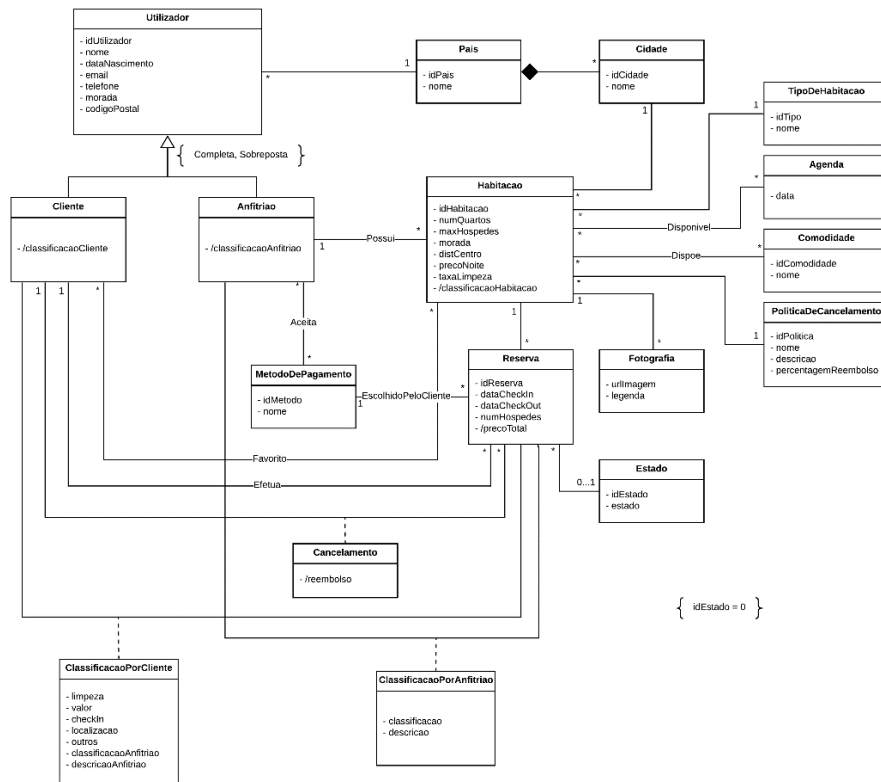 Utilizador
- idUtilizador
- nome
- dataNascimento
- email
- telefone
- morada
- codigoPostal
Pais
- idPais
- nome
Cidade
- idCidade
- nome
1
*
*
TipoDeHabitacao
- idTipo
- nome
1
1
{ Completa, Sobreposta }
Agenda
- data
*
Cliente
- /classificacaoCliente
Anfitriao
- /classificacaoAnfitriao
Habitacao
- idHabitacao
- numQuartos
- maxHospedes
- morada
- distCentro
- precoNoite
- taxaLimpeza
- /classificacaoHabitacao
*
*
*
*
*
1
Possui
1
*
Disponivel
Dispoe
Comodidade
- idComodidade
- nome
*
PoliticaDeCancelamento
- idPolitica
- nome
- descricao
- percentagemReembolso
1
1
1
*
*
*
1
Aceita
*
*
*
MetodoDePagamento
- idMetodo
- nome
1
EscolhidoPeloCliente
*
Reserva
- idReserva
- dataCheckIn
- dataCheckOut
- numHospedes
- /precoTotal
Fotografia
- urlImagem
- legenda
Favorito
*
*
*
Efetua
0...1
Estado
- idEstado
- estado
Cancelamento
- /reembolso
{ idEstado = 0 }
ClassificacaoPorCliente
- limpeza
- valor
- checkIn
- localizacao
- outros
- classificacaoAnfitriao
- descricaoAnfitriao
ClassificacaoPorAnfitriao
- classificacao
- descricao